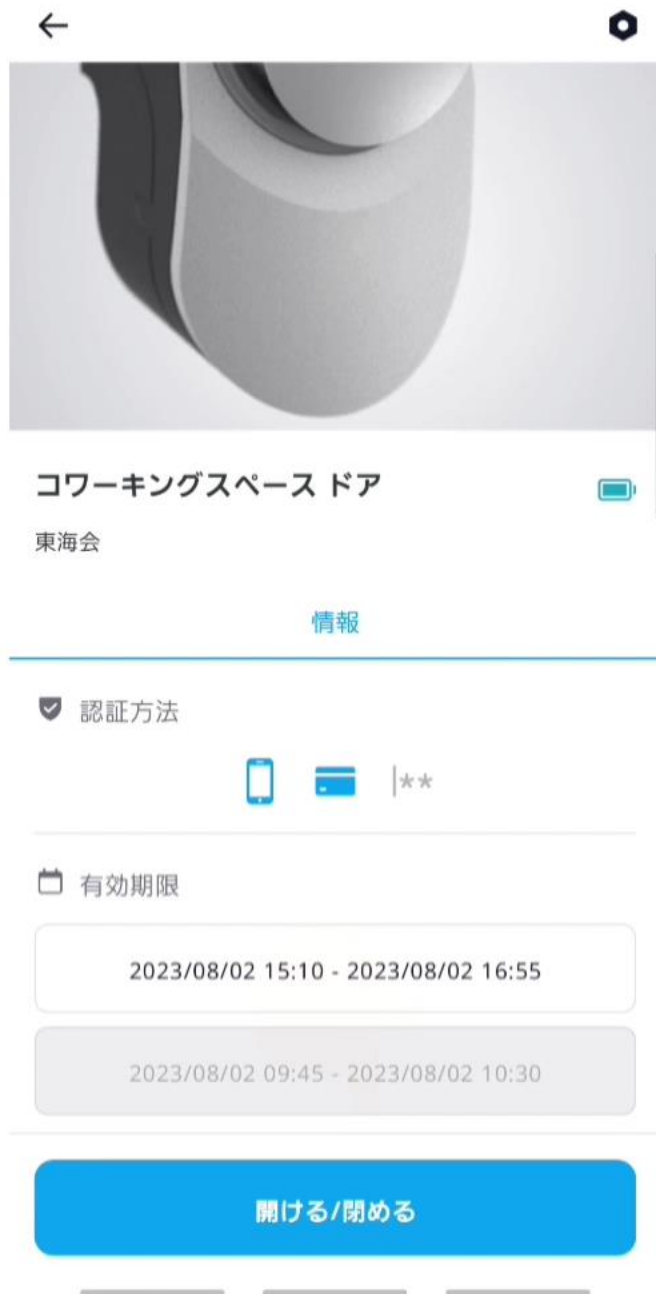 コワーキングスペース ドア
東海会
情報
認証方法
|**
有効期限
2023/08/02 15:10 - 2023/08/02 16:55
2023/08/02 09:45 - 2023/08/02 10:30
開ける/閉める